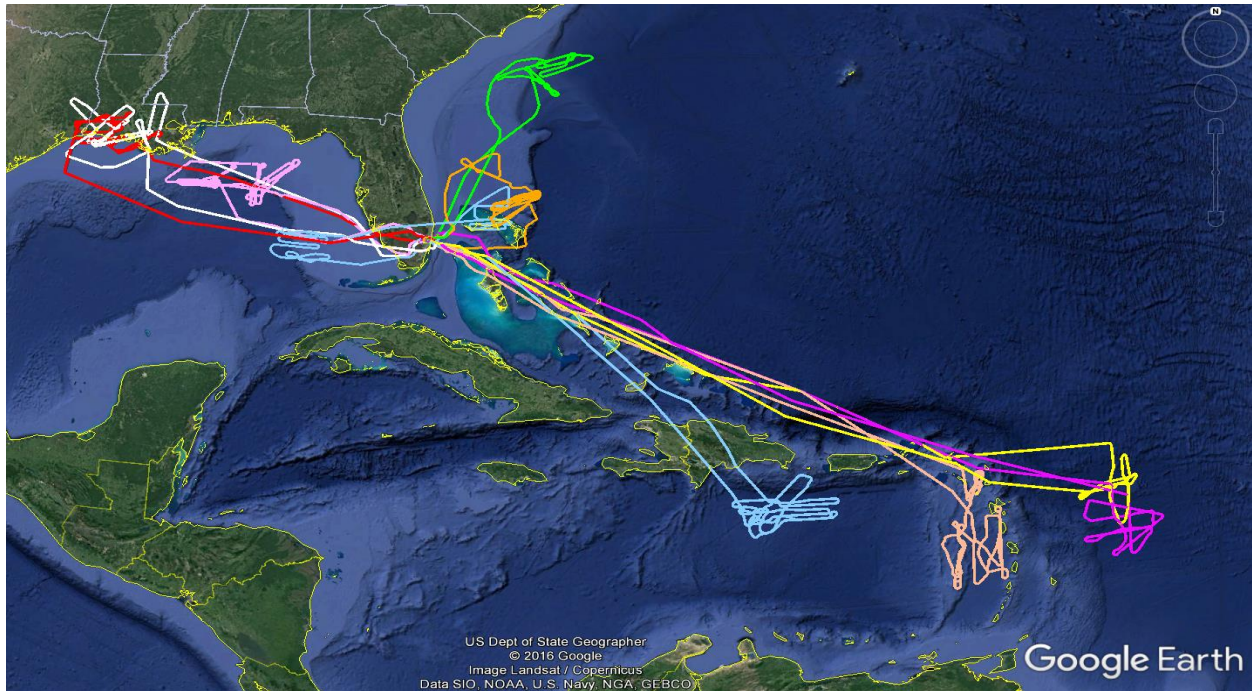 N
US Dept of State Geographer
© 2016 Google
Image Landsat / Copernicus
Data SIO, NOAA, U.S. Navy, NGA, GEBCO
Google Earth